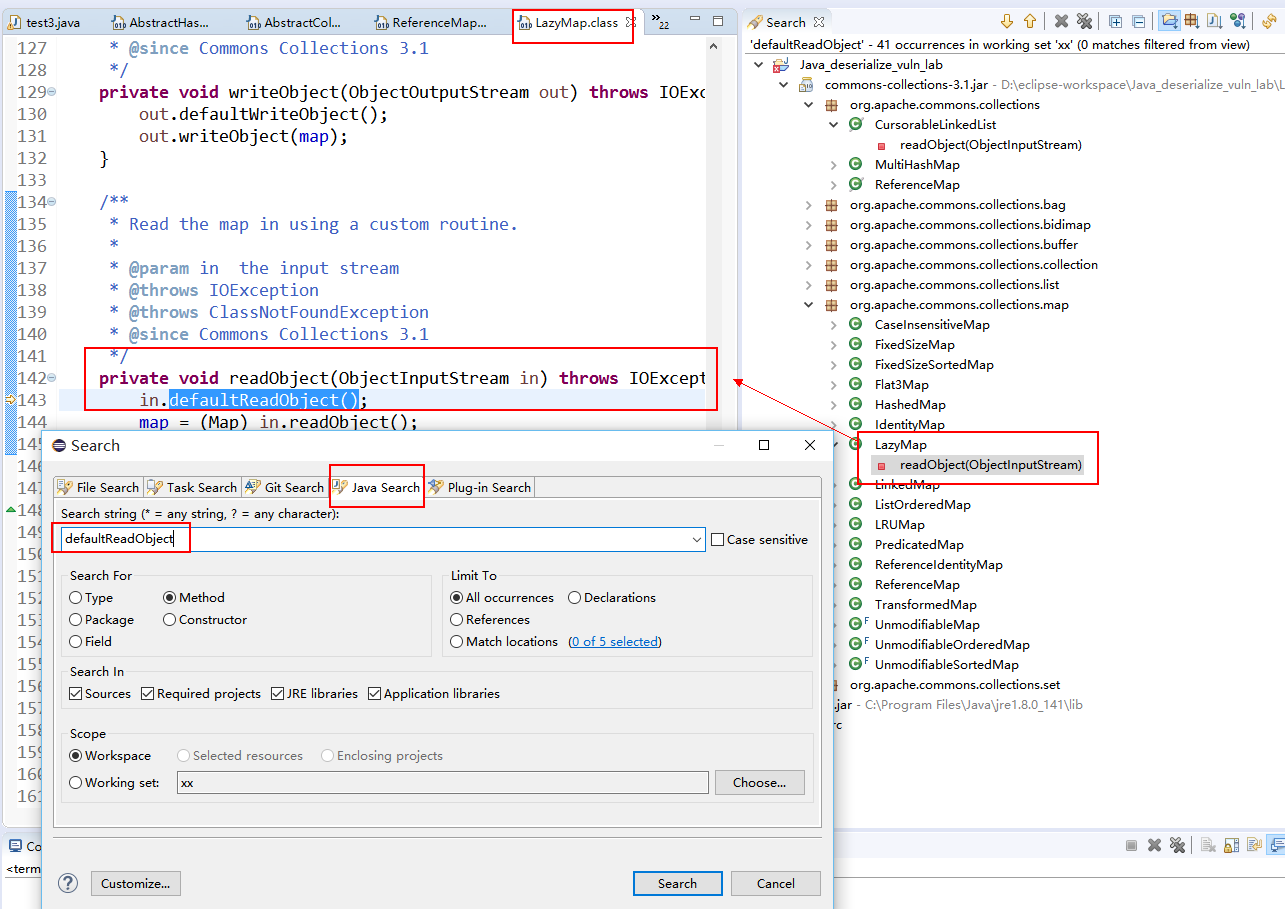 test3.java
AbstractHas...
AbstractCol...
ReferenceMap...
LazyMap.class
»22
127 * @since Commons Collections 3.1
128 */
129 private void writeObject(ObjectOutputStream out) throws IOExc
130 out.defaultWriteObject();
131 out.writeObject(map);
132 }
133
134 /**
135 * Read the map in using a custom routine.
136 *
137 * @param in the input stream
138 * @throws IOException
139 * @throws ClassNotFoundException
140 * @since Commons Collections 3.1
141 */
142 private void readObject(ObjectInputStream in) throws IOExcept
143 in.defaultReadObject();
144 map = (Map) in.readObject();
145
146
147
148
149
150
151
152
153
154
155
156
157
158
159
160
161
Search
File Search
Task Search
Git Search
Java Search
Plug-in Search
Search string (* = any string, ? = any character):
defaultReadObject
Case sensitive
Search For
Type
Method
Package
Constructor
Field
Limit To
All occurrences
Declarations
References
Match locations
(0 of 5 selected)
Search In
Sources
Required projects
JRE libraries
Application libraries
Scope
Workspace
Selected resources
Enclosing projects
Working set:
xx
Choose...
?
Customize...
Search
Cancel
Co
<term
Search
'defaultReadObject' - 41 occurrences in working set 'xx' (0 matches filtered from view)
Java_deserialize_vuln_lab
commons-collections-3.1.jar - D:\eclipse-workspace\Java_deserialize_vuln_lab\L
org.apache.commons.collections
CursorableLinkedList
readObject(ObjectInputStream)
MultiHashMap
ReferenceMap
org.apache.commons.collections.bag
org.apache.commons.collections.bidimap
org.apache.commons.collections.buffer
org.apache.commons.collections.collection
org.apache.commons.collections.list
org.apache.commons.collections.map
CaseInsensitiveMap
FixedSizeMap
FixedSizeSortedMap
Flat3Map
HashedMap
IdentityMap
LazyMap
readObject(ObjectInputStream)
LinkedMap
ListOrderedMap
LRUMap
PredicatedMap
ReferenceIdentityMap
ReferenceMap
TransformedMap
UnmodifiableMap
UnmodifiableOrderedMap
UnmodifiableSortedMap
org.apache.commons.collections.set
.jar - C:\Program Files\Java\jre1.8.0_141\lib
rc